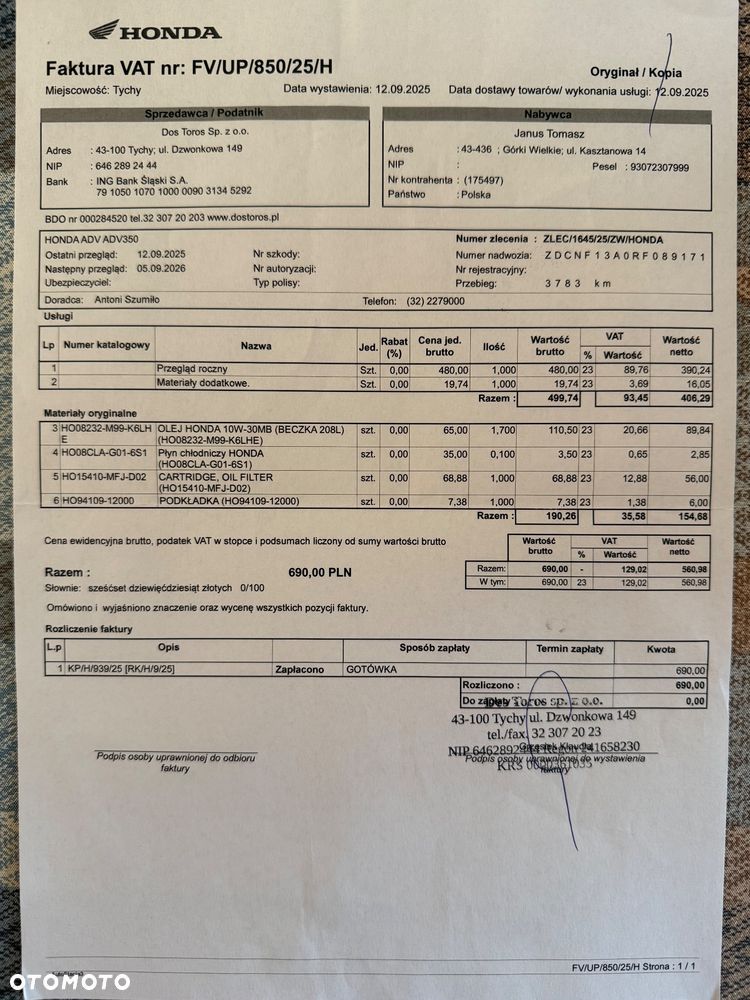 HONDA
Faktura VAT nr: FV/UP/850/25/H
Oryginał / Kopia
Miejscowość: Tychy Data wystawienia: 12.09.2025 Data dostawy towarów/ wykonania usługi: 12.09.2025
Sprzedawca / Podatnik
Dos Toros Sp. z o.o.
Adres : 43-100 Tychy; ul. Dzwonkowa 149
NIP : 646 289 24 44
Bank : ING Bank Śląski S.A.
79 1050 1070 1000 0090 3134 5292
Nabywca
Janus Tomasz
Adres : 43-436 ; Górki Wielkie; ul. Kasztanowa 14
NIP : Pesel : 93072307999
Nr kontrahenta : (175497)
Państwo : Polska
BDO nr 000284520 tel.32 307 20 203 www.dostoros.pl
HONDA ADV ADV350 Numer zlecenia : ZLEC/1645/25/ZW/HONDA
Ostatni przegląd: 12.09.2025 Nr szkody: Numer nadwozia: ZDCNF13A0RF089171
Następny przegląd: 05.09.2026 Nr autoryzacji: Nr rejestracyjny:
Ubezpieczyciel: Typ polisy: Przebieg: 3783 km
Doradca: Antoni Szumiło Telefon: (32) 2279000
Usługi
Lp Numer katalogowy Nazwa Jed. Rabat (%) Cena jed. brutto Ilość Wartość brutto VAT % Wartość Wartość netto
1 Przegląd roczny Szt. 0,00 480,00 1,000 480,00 23 89,76 390,24
2 Materiały dodatkowe. Szt. 0,00 19,74 1,000 19,74 23 3,69 16,05
Razem : 499,74 93,45 406,29
Materiały oryginalne
3 HO08232-M99-K6LH OLEJ HONDA 10W-30MB (BECZKA 208L) szt. 0,00 65,00 1,700 110,50 23 20,66 89,84
E (HO08232-M99-K6LHE)
4 HO08CLA-G01-6S1 Płyn chłodniczy HONDA szt. 0,00 35,00 0,100 3,50 23 0,65 2,85
(HO08CLA-G01-6S1)
5 HO15410-MFJ-D02 CARTRIDGE, OIL FILTER szt. 0,00 68,88 1,000 68,88 23 12,88 56,00
(HO15410-MFJ-D02)
6 HO94109-12000 PODKŁADKA (HO94109-12000) szt. 0,00 7,38 1,000 7,38 23 1,38 6,00
Razem : 190,26 35,58 154,68
Cena ewidencyjna brutto, podatek VAT w stopce i podsumach liczony od sumy wartości brutto
Wartość brutto VAT % Wartość Wartość netto
Razem: 690,00 - 129,02 560,98
W tym: 690,00 23 129,02 560,98
Razem : 690,00 PLN
Słownie: sześćset dziewięćdziesiąt złotych 0/100
Omówiono i wyjaśniono znaczenie oraz wycenę wszystkich pozycji faktury.
Rozliczenie faktury
L.p Opis Sposób zapłaty Termin zapłaty Kwota
1 KP/H/939/25 [RK/H/9/25] Zapłacono GOTÓWKA 690,00
Rozliczono : 690,00
Do zapłaty 0,00
Dos Toros sp. z o.o.
43-100 Tychy ul. Dzwonkowa 149
tel./fax. 32 307 20 23
NIP 6462892444 Regon 241658230
Klaudia
Podpis osoby uprawnionej do wystawienia
faktury
Podpis osoby uprawnionej do odbioru
faktury
FV/UP/850/25/H Strona : 1 / 1
OTOMOTO